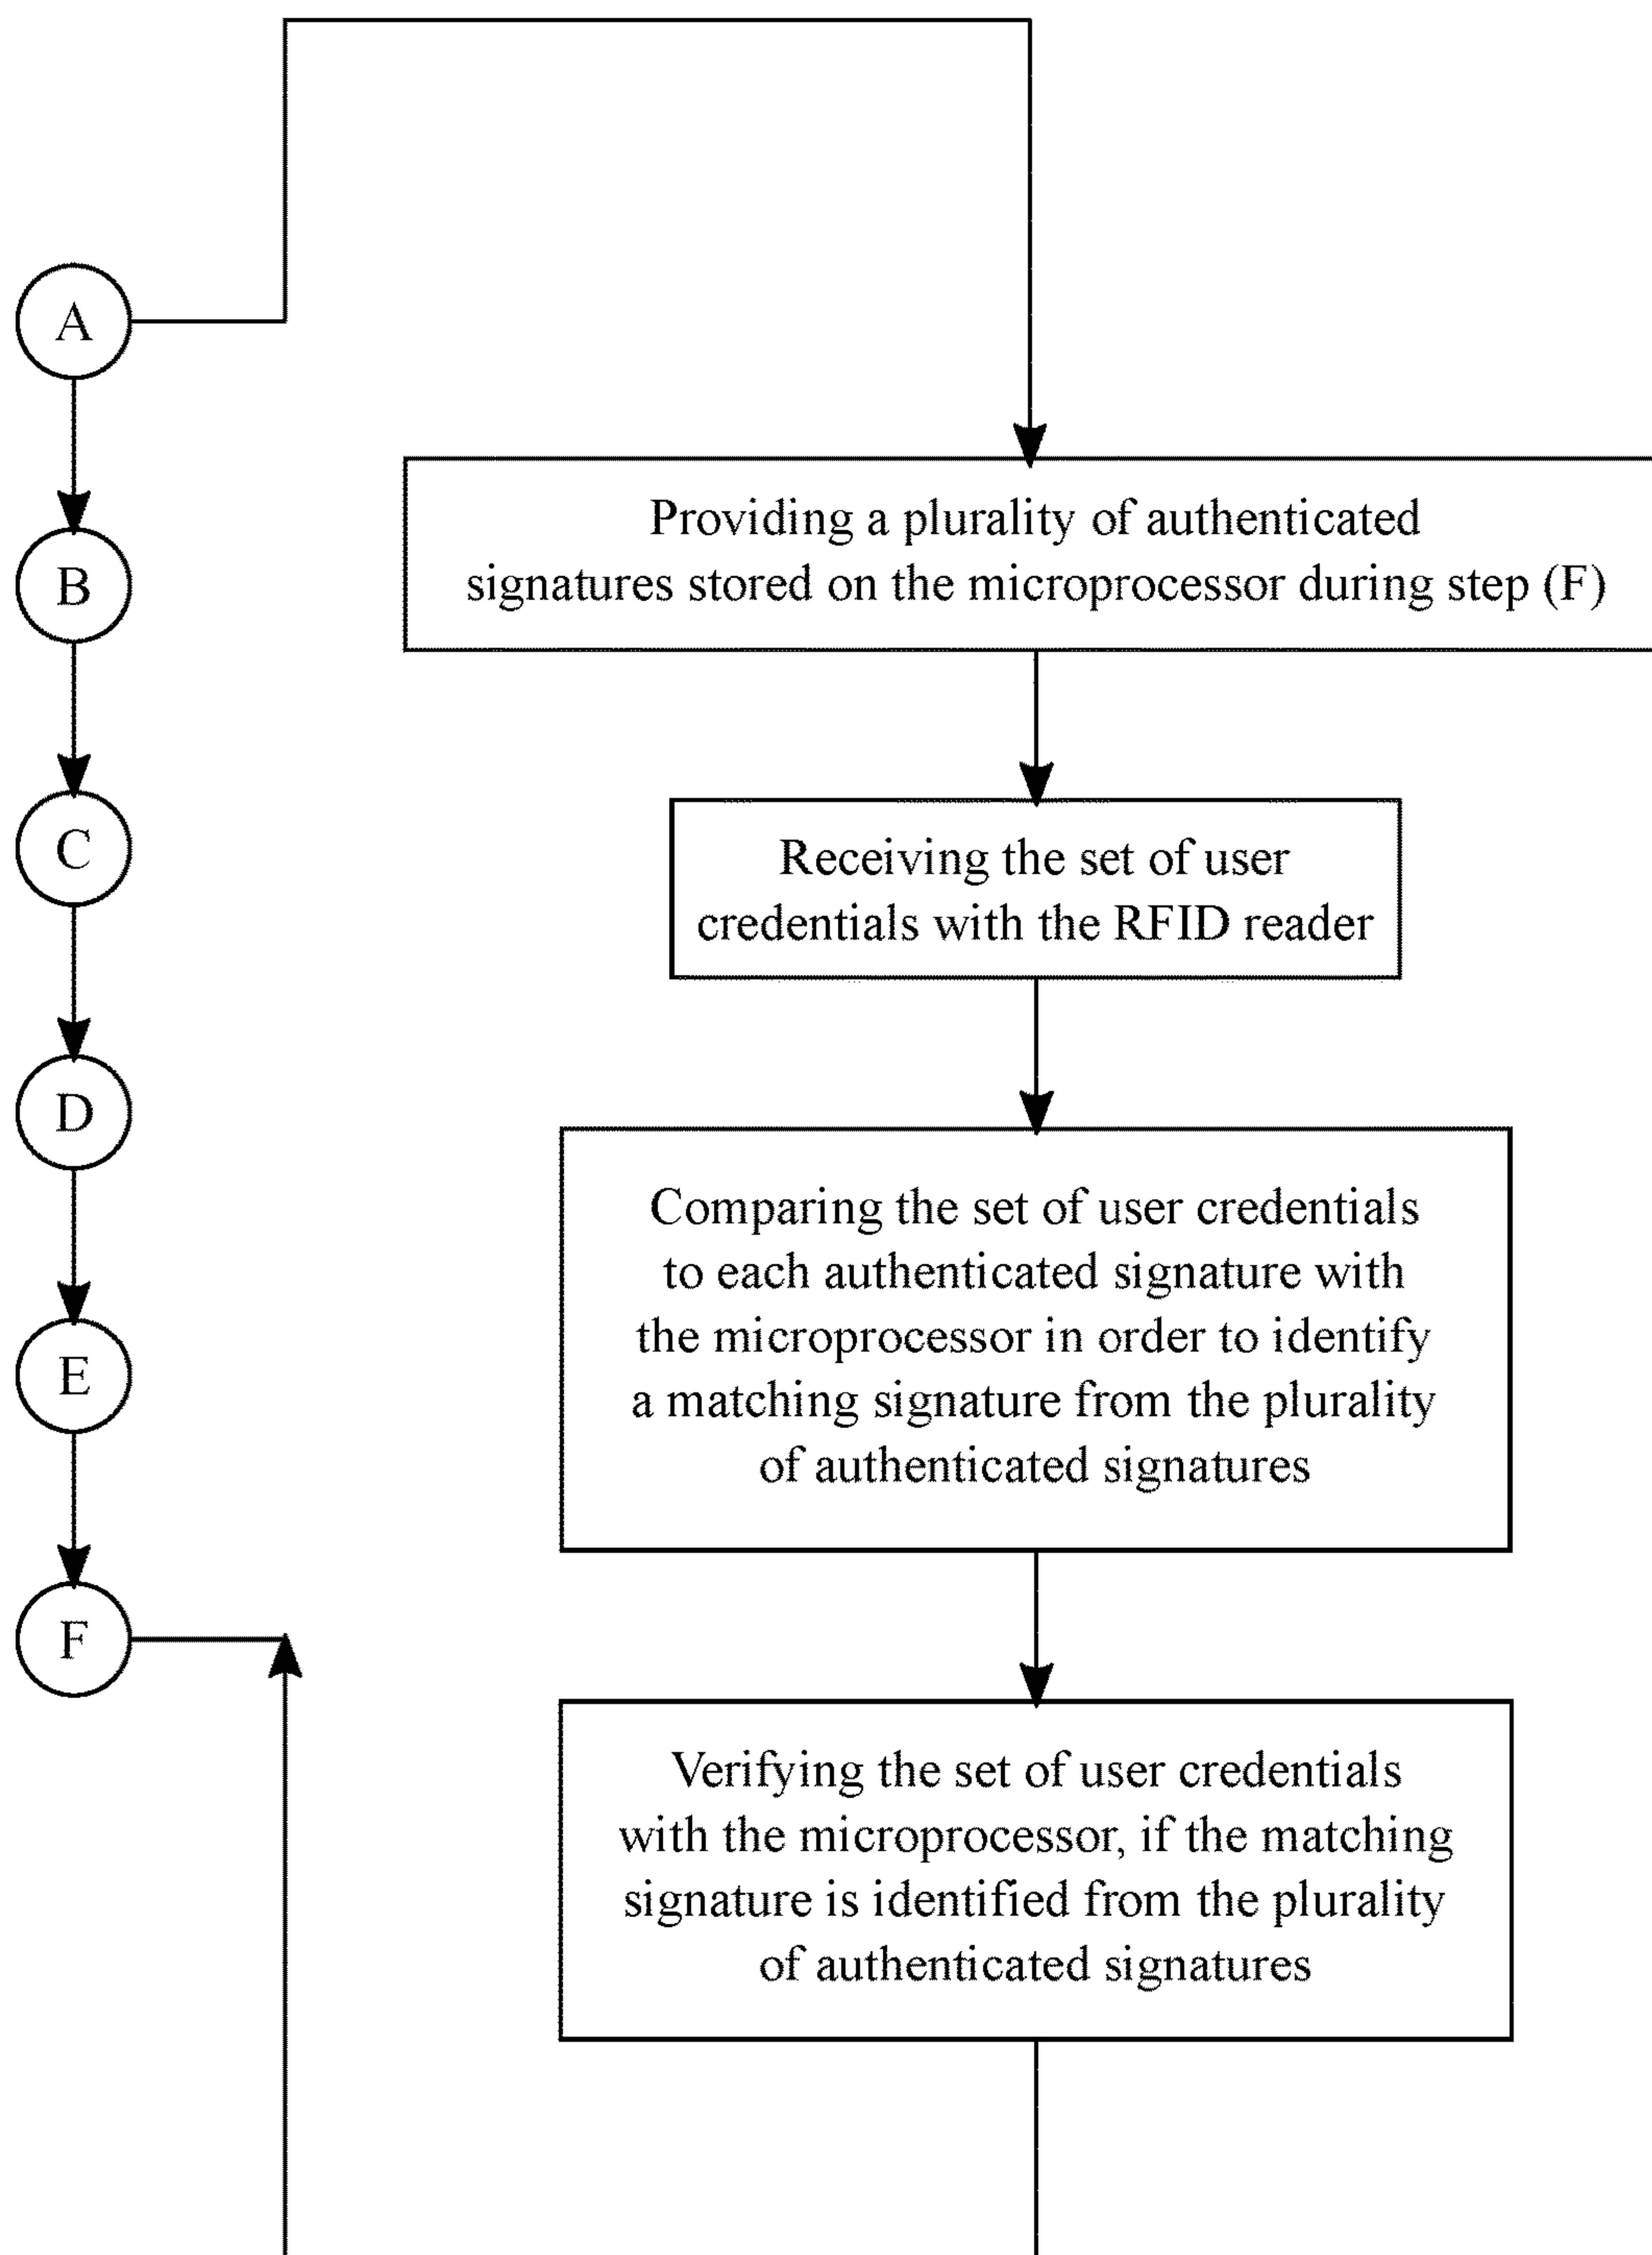 A
B
C
D
E
F
Providing a plurality of authenticated
signatures stored on the microprocessor during step (F)
Receiving the set of user
credentials with the RFID reader
Comparing the set of user credentials
to each authenticated signature with
the microprocessor in order to identify
a matching signature from the plurality
of authenticated signatures
Verifying the set of user credentials
with the microprocessor, if the matching
signature is identified from the plurality
of authenticated signatures